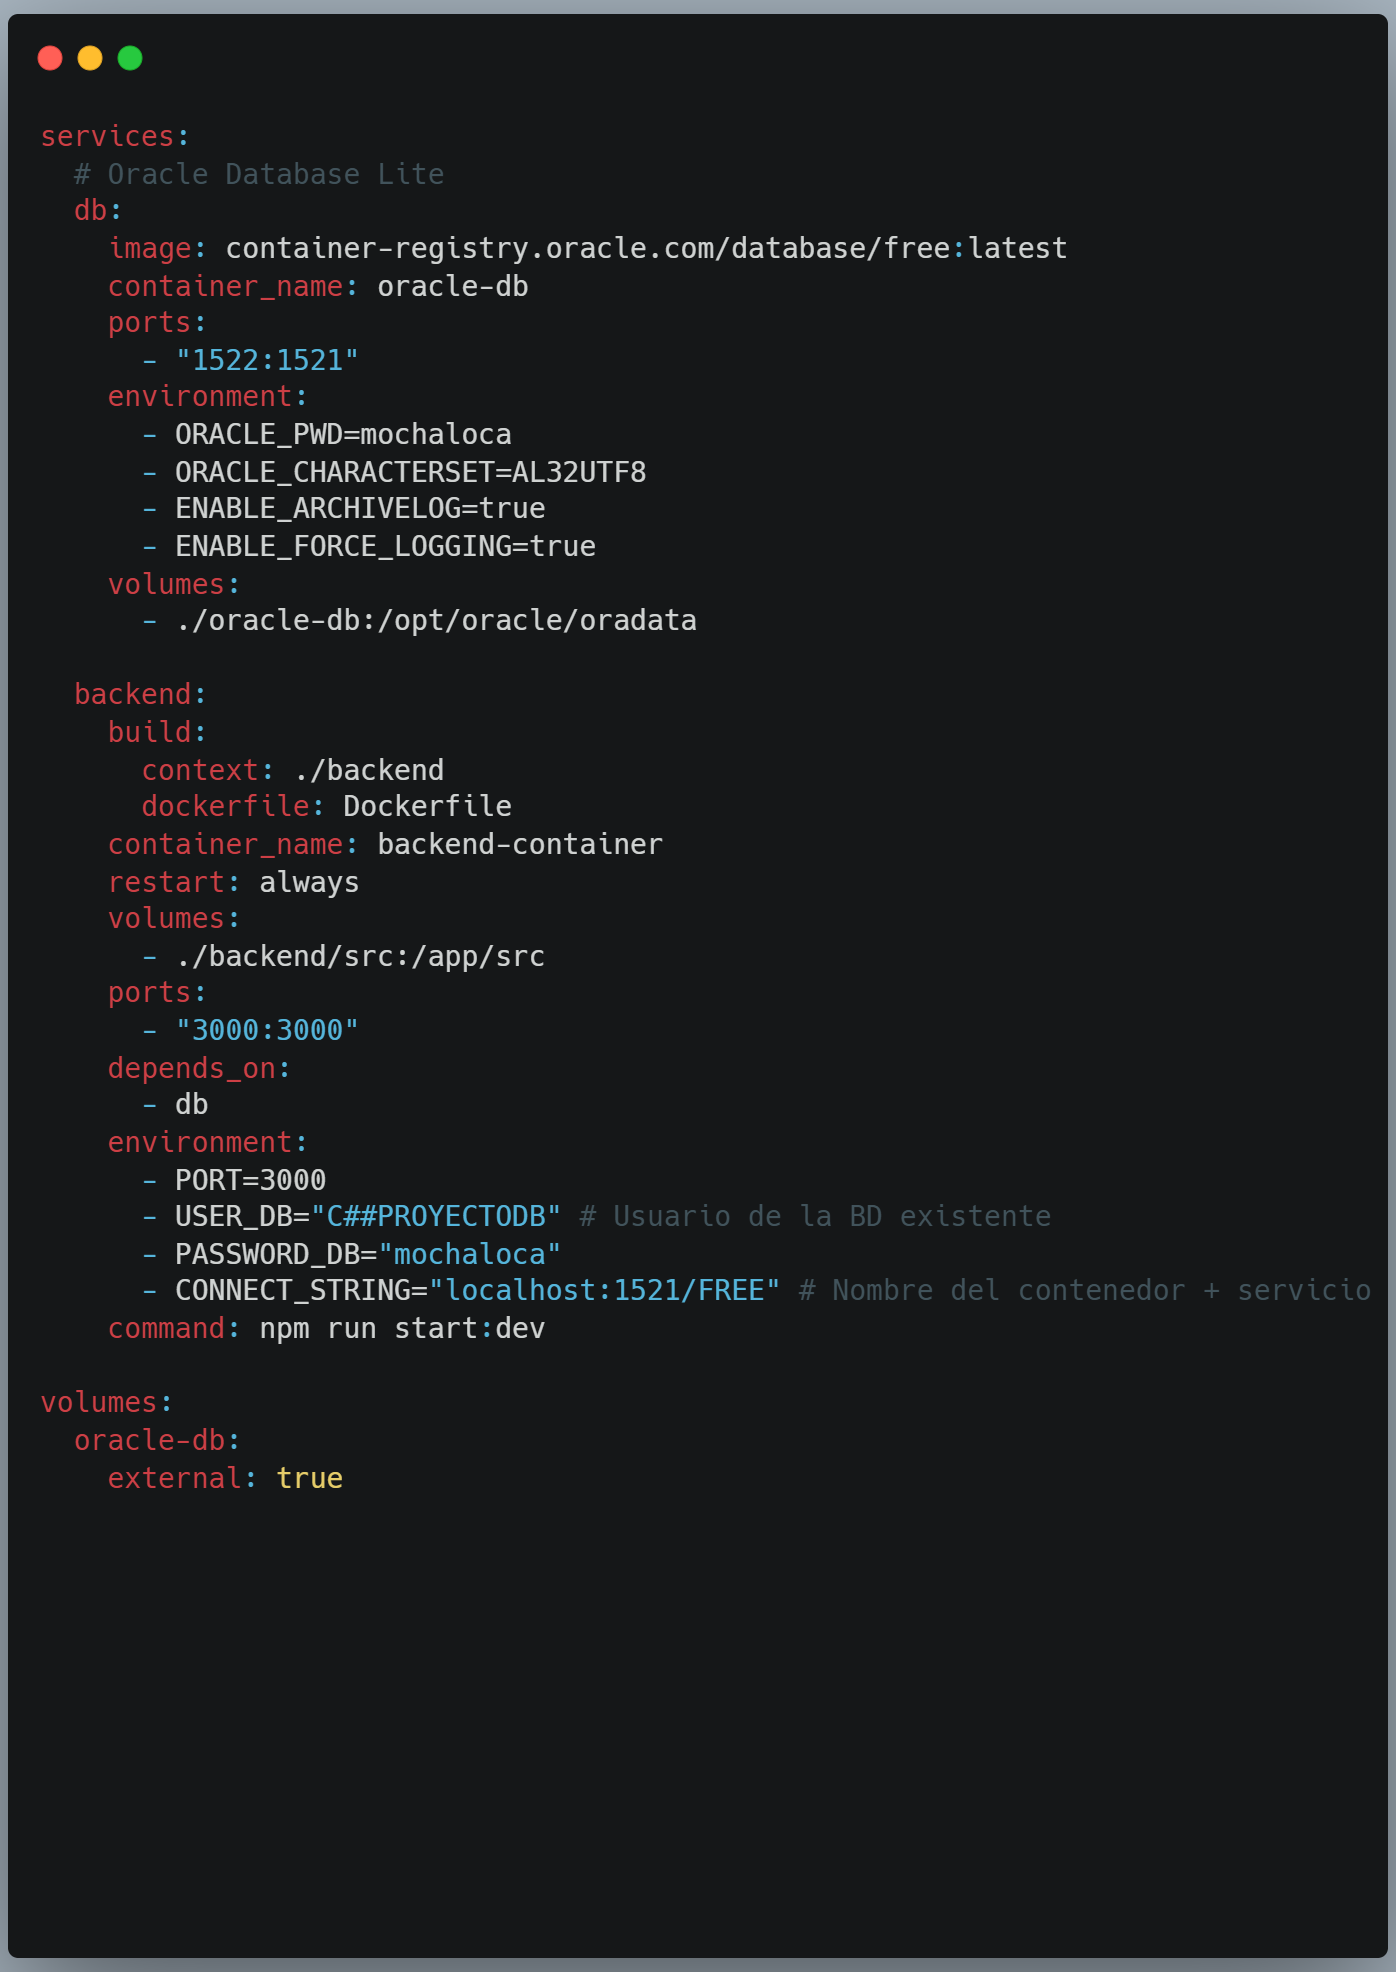 services:
  # Oracle Database Lite
  db:
    image: container-registry.oracle.com/database/free:latest
    container_name: oracle-db
    ports:
      - "1522:1521"
    environment:
      - ORACLE_PWD=mochaloca
      - ORACLE_CHARACTERSET=AL32UTF8
      - ENABLE_ARCHIVELOG=true
      - ENABLE_FORCE_LOGGING=true
    volumes:
      - ./oracle-db:/opt/oracle/oradata

  backend:
    build:
      context: ./backend
      dockerfile: Dockerfile
    container_name: backend-container
    restart: always
    volumes:
      - ./backend/src:/app/src
    ports:
      - "3000:3000"
    depends_on:
      - db
    environment:
      - PORT=3000
      - USER_DB="C##PROYECTODB" # Usuario de la BD existente
      - PASSWORD_DB="mochaloca"
      - CONNECT_STRING="localhost:1521/FREE" # Nombre del contenedor + servicio
    command: npm run start:dev

volumes:
  oracle-db:
    external: true